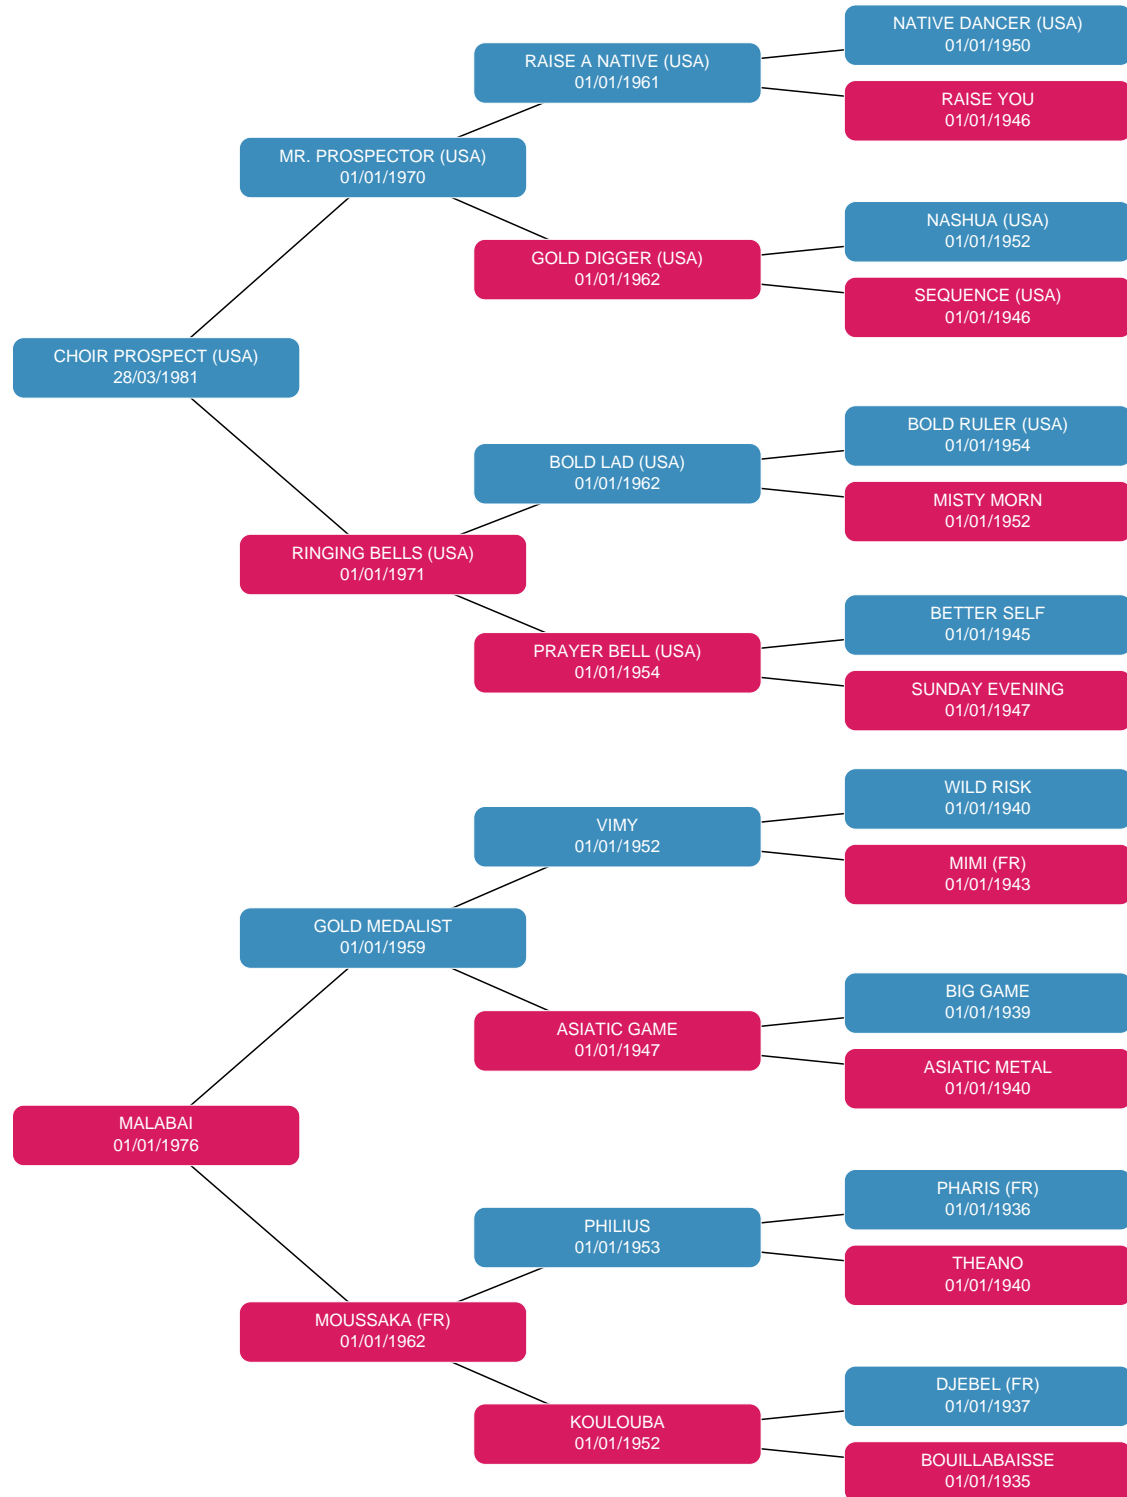 NATIVE DANCER (USA)
01/01/1950
RAISE A NATIVE (USA)
01/01/1961
RAISE YOU
01/01/1946
MR. PROSPECTOR (USA)
01/01/1970
NASHUA (USA)
01/01/1952
GOLD DIGGER (USA)
01/01/1962
SEQUENCE (USA)
01/01/1946
CHOIR PROSPECT (USA)
28/03/1981
BOLD RULER (USA)
01/01/1954
BOLD LAD (USA)
01/01/1962
MISTY MORN
01/01/1952
RINGING BELLS (USA)
01/01/1971
BETTER SELF
01/01/1945
PRAYER BELL (USA)
01/01/1954
SUNDAY EVENING
01/01/1947
WILD RISK
01/01/1940
VIMY
01/01/1952
MIMI (FR)
01/01/1943
GOLD MEDALIST
01/01/1959
BIG GAME
01/01/1939
ASIATIC GAME
01/01/1947
ASIATIC METAL
01/01/1940
MALABAI
01/01/1976
PHARIS (FR)
01/01/1936
PHILIUS
01/01/1953
THEANO
01/01/1940
MOUSSAKA (FR)
01/01/1962
DJEBEL (FR)
01/01/1937
KOULOUBA
01/01/1952
BOUILLABAISSE
01/01/1935